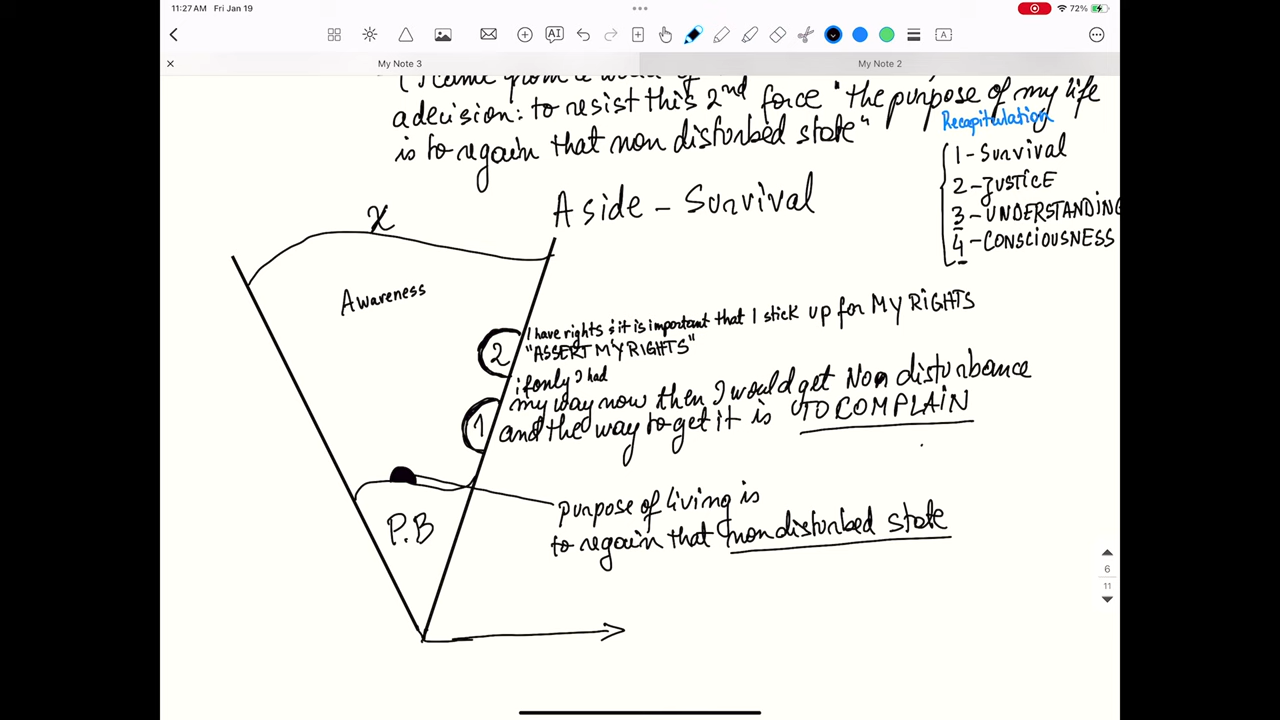 11:27 AM Fri Jan 19
72%
AI
A
My Note 3
My Note 2
a decision: to resist this 2nd force "the purpose of my life
is to regain that non disturbed state"
Recapitulation
1 - Survival
2 - JUSTICE
3 - UNDERSTANDING
4 - CONSCIOUSNESS
A side - Survival
X
Awareness
2
I have rights & it is important that I stick up for MY RIGHTS
"ASSERT MY RIGHTS"
if only I had
my way now then I would get Non disturbance
1
and the way to get it is TO COMPLAIN
P.B
purpose of living is
to regain that non disturbed state
6
11